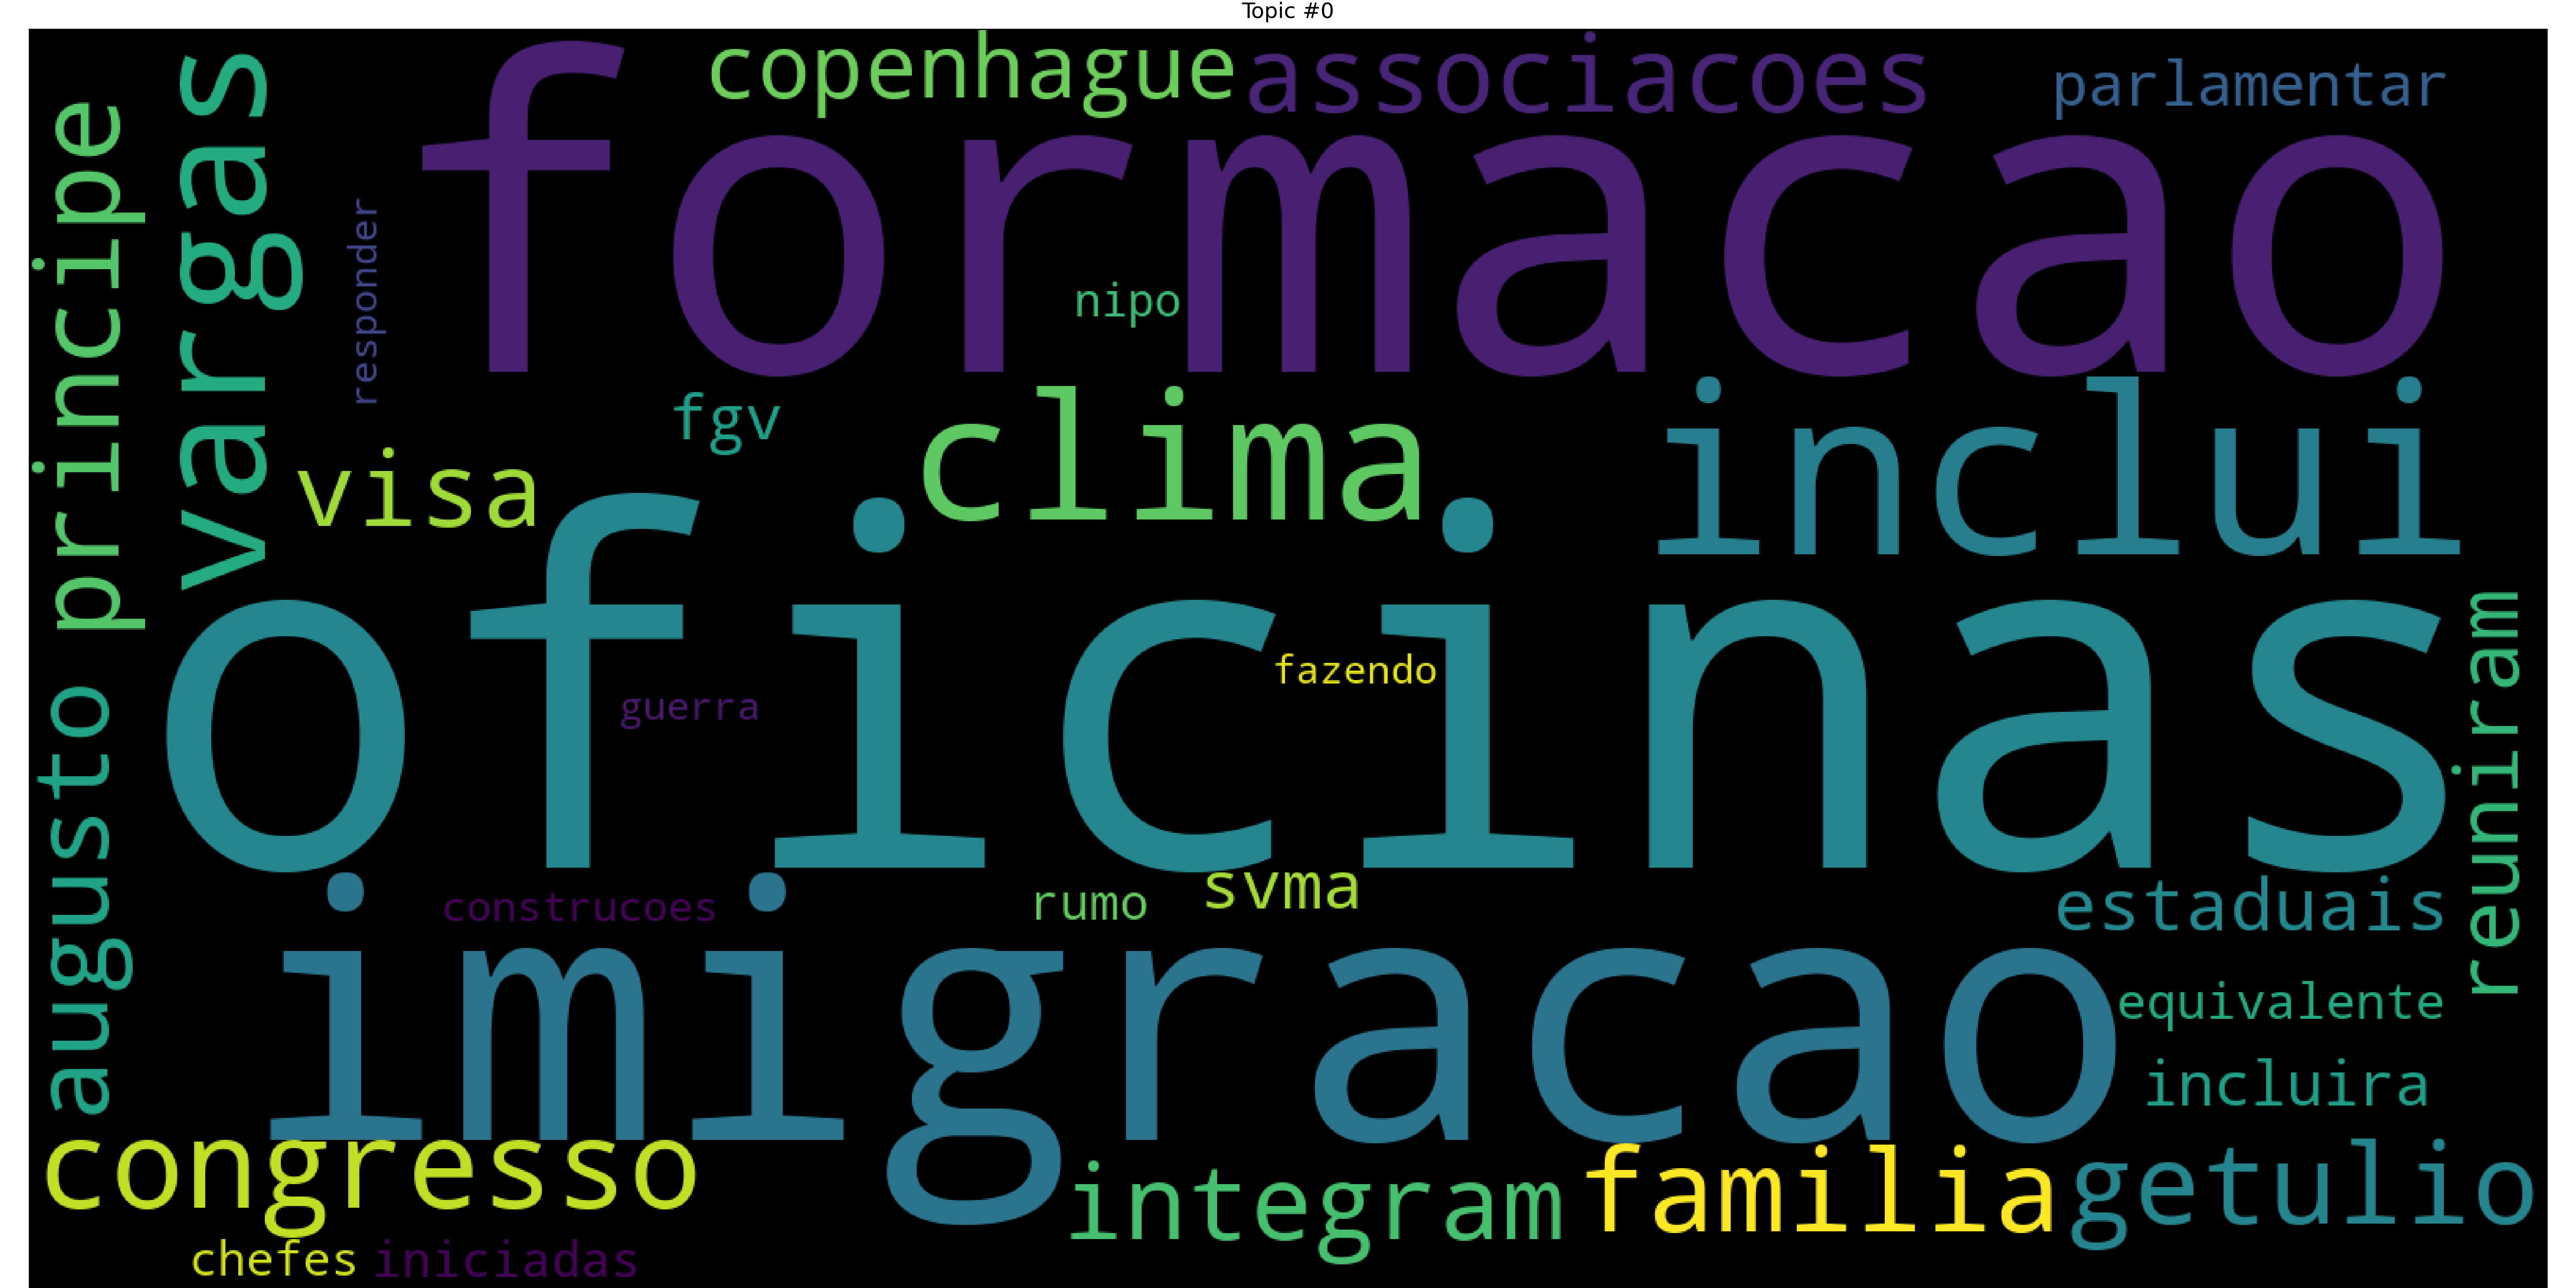 Topic #0
copenhague
associacoes
parlamentar
formacao
principe
vargas
responder
nipo
fgv
clima
inclui
visa
oficinas
fazendo
guerra
reuniram
augusto
construcoes
rumo
svma
estaduais
imigracao
equivalente
incluira
congresso
integram
familia
getulio
chefes
iniciadas